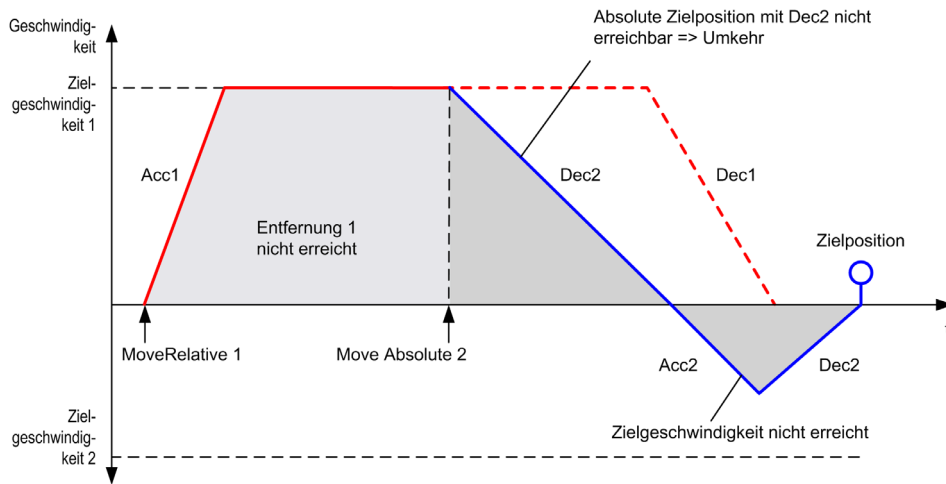 Absolute Zielposition mit Dec2 nicht
erreichbar => Umkehr
Geschwindig-
keit
Ziel-
geschwindig-
keit 1
Acc1
Dec2
Dec1
Entfernung 1
nicht erreicht
Zielposition
MoveRelative 1
Move Absolute 2
Acc2
Dec2
Zielgeschwindigkeit nicht erreicht
Ziel-
geschwindig-
keit 2